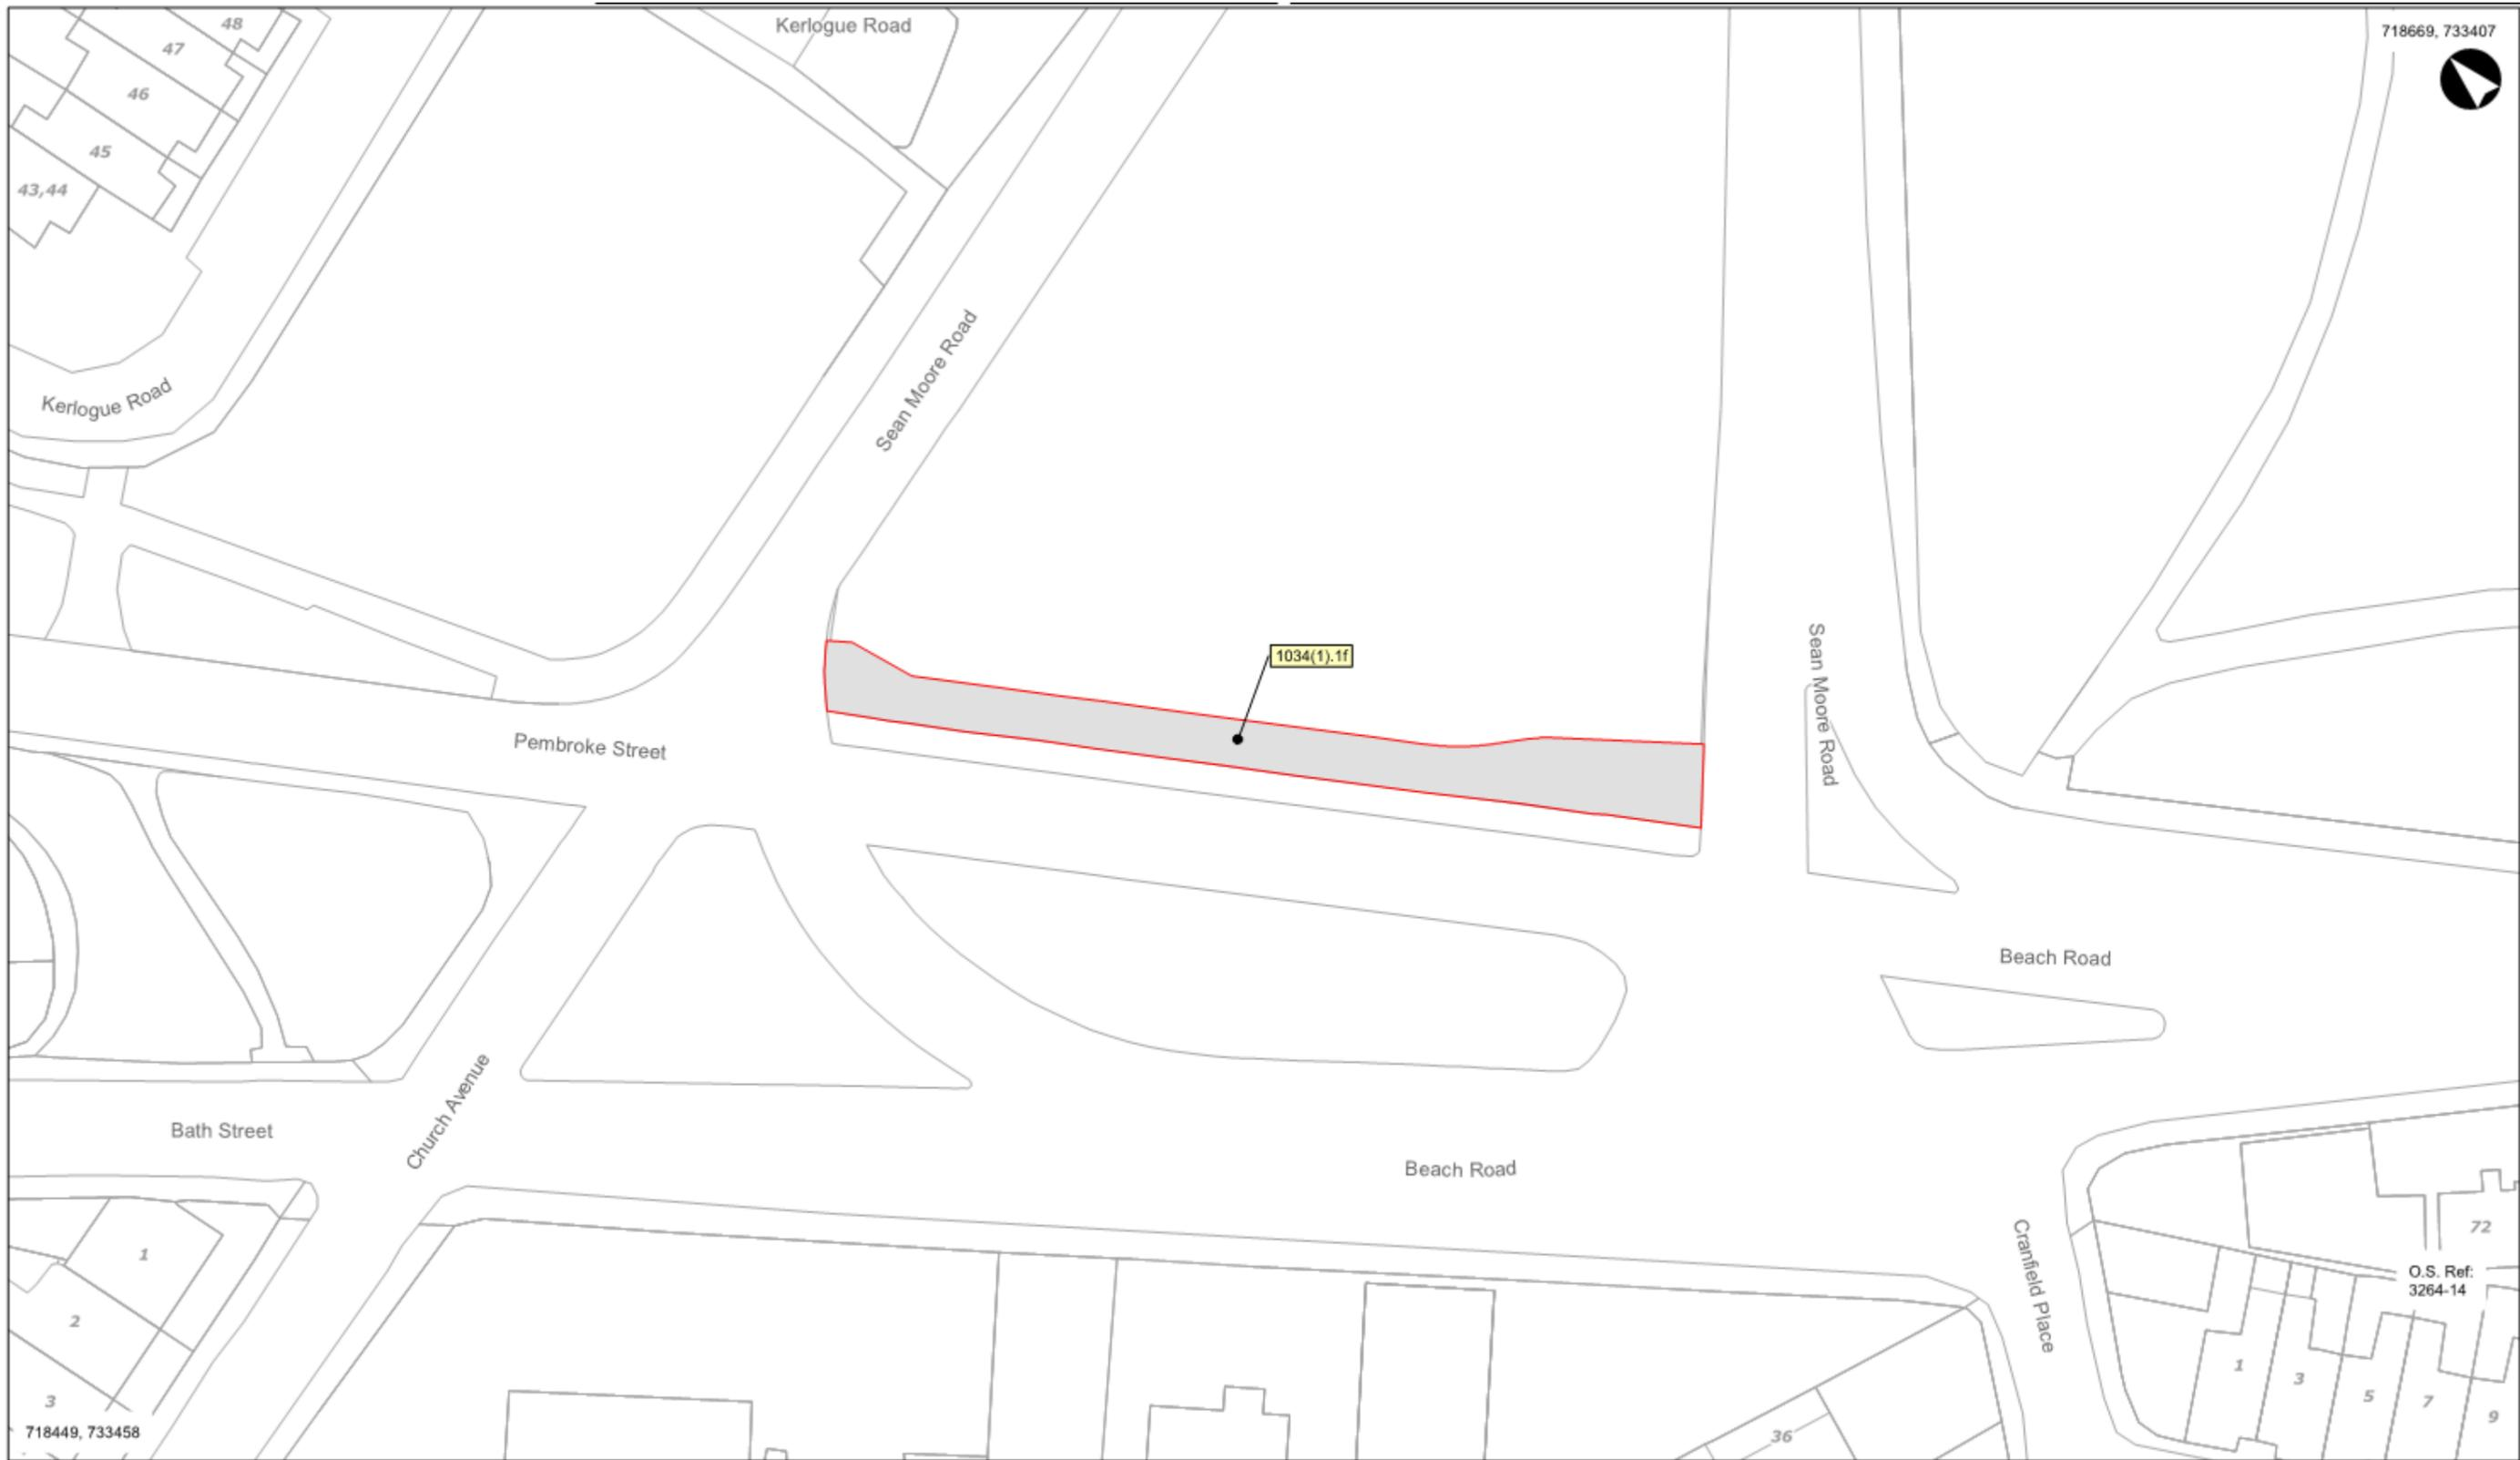 Kerlogue Road
718669, 733407
48
47
46
45
43,44
Sean Moore Road
Kerlogue Road
1034(1).1f
Sean Moore Road
Pembroke Street
Beach Road
Church Avenue
Bath Street
Beach Road
Cranfield Place
72
1
2
3
O.S. Ref:
3264-14
1
3
5
7
9
36
718449, 733458